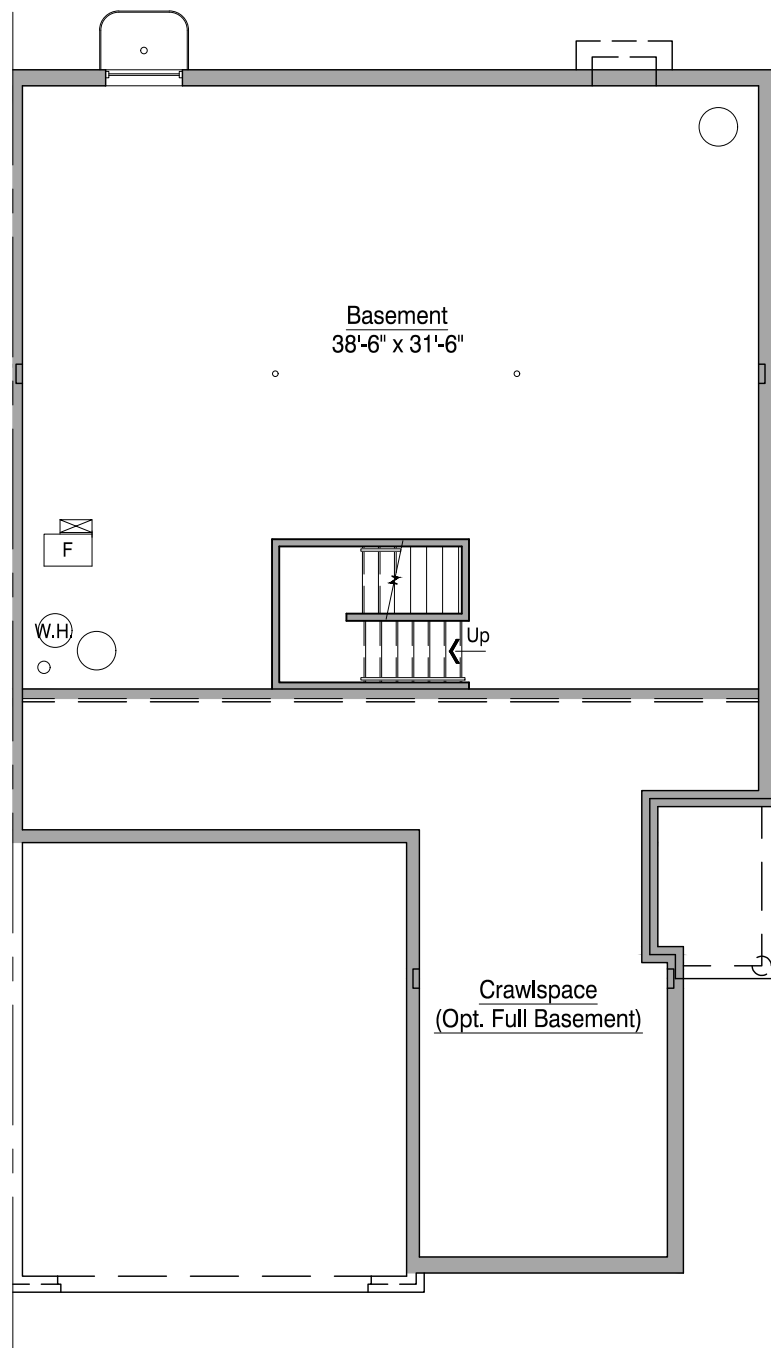 Basement
38'-6" x 31'-6"
F
W.H.
Up
Crawlspace
(Opt. Full Basement)